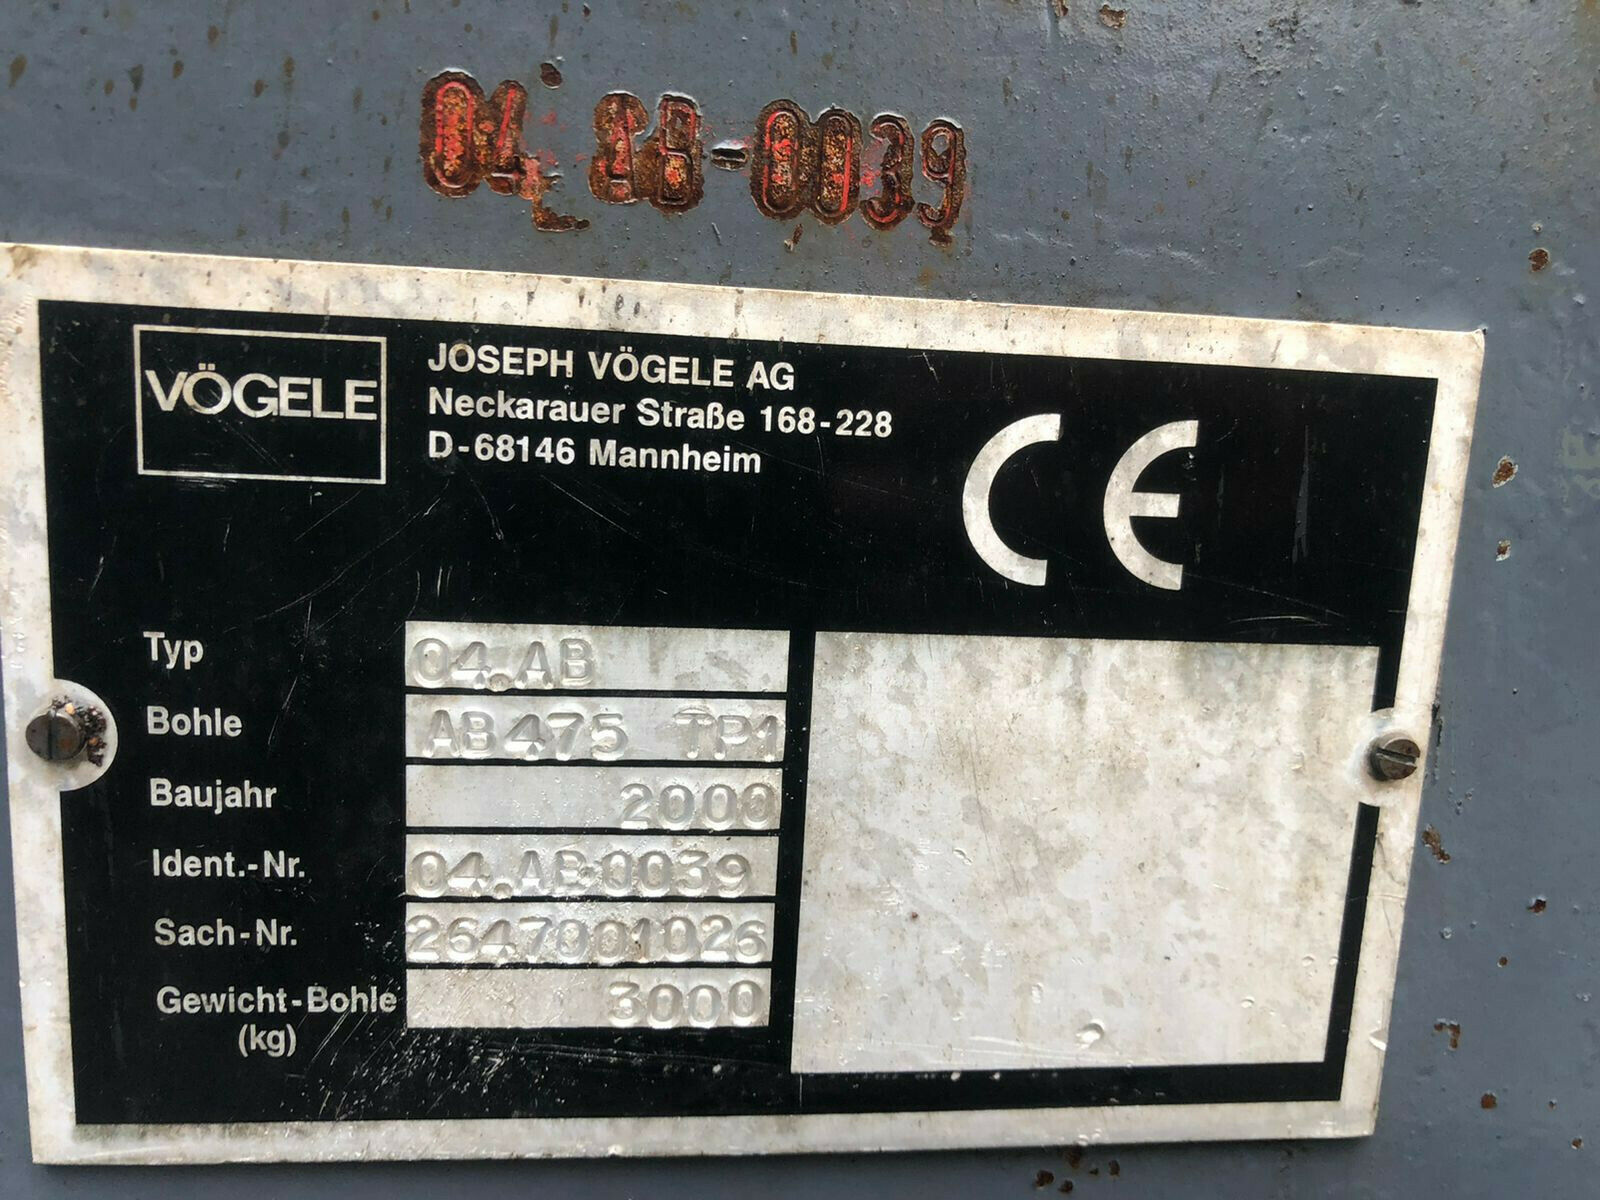 04.AB-0039
VÖGELE
JOSEPH VÖGELE AG
Neckarauer Straße 168-228
D-68146 Mannheim
CE
Typ 04.AB
Bohle AB475 TP1
Baujahr 2000
Ident.-Nr. 04.AB0039
Sach-Nr. 2647001026
Gewicht-Bohle 3000
(kg)